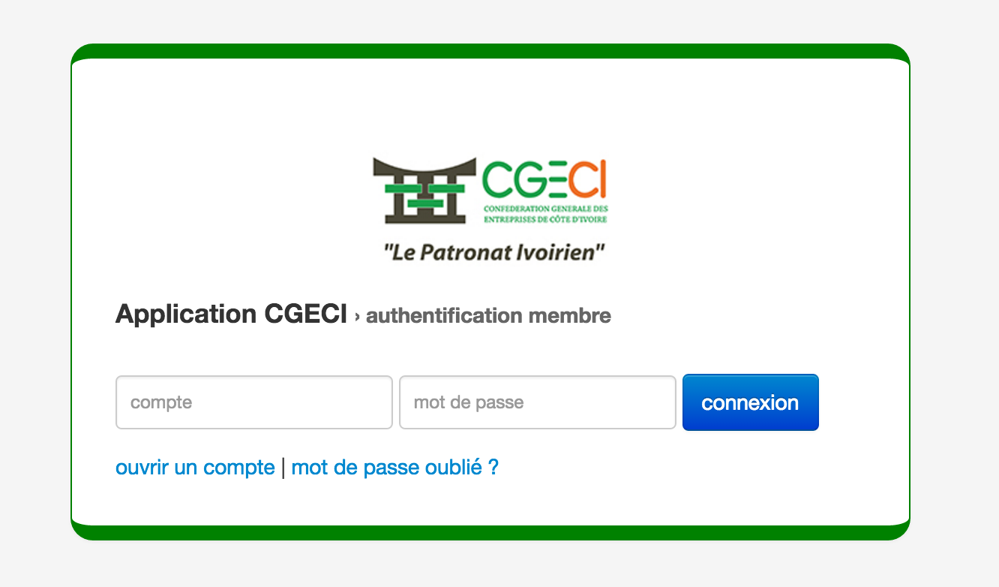 CGECI
CONFEDERATION GENERALE DES
ENTREPRISES DE CÔTE D'IVOIRE
"Le Patronat Ivoirien"
Application CGECI › authentification membre
compte mot de passe connexion
ouvrir un compte | mot de passe oublié ?